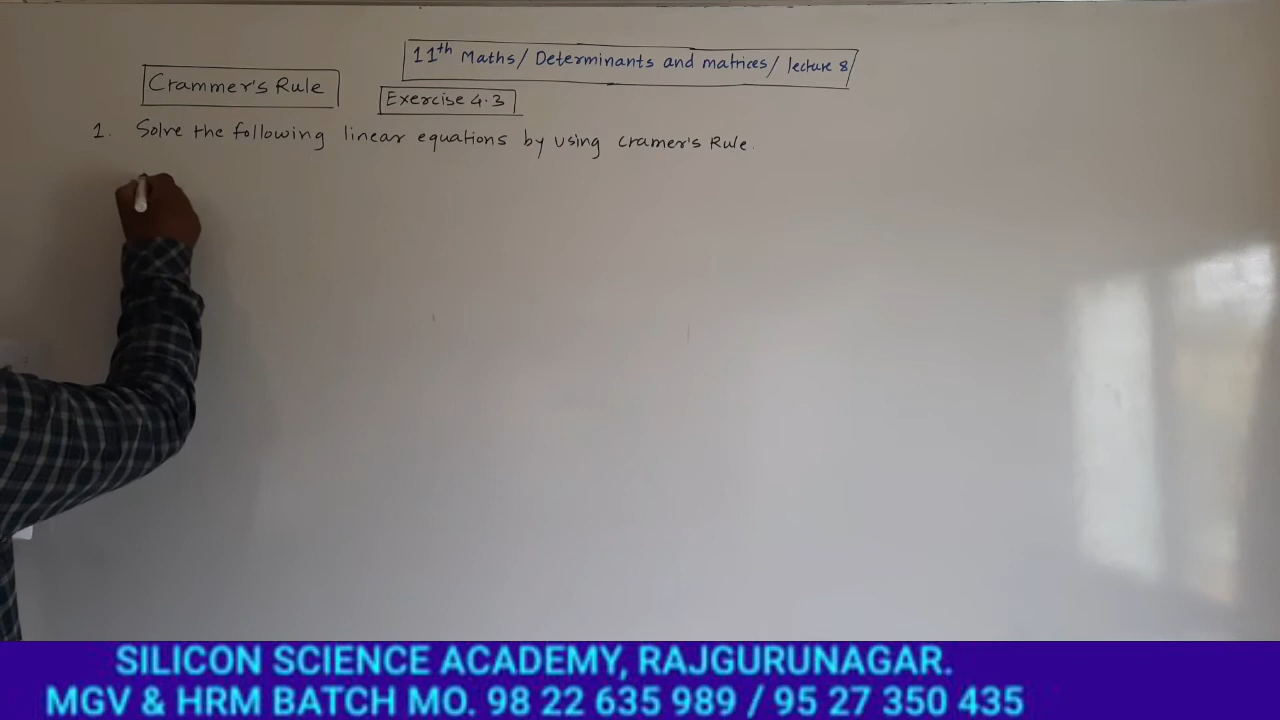 11th Maths/ Determinants and matrices/ lecture 8/
Crammer's Rule
Exercise 4.3
1. Solve the following linear equations by using cramer's Rule.
SILICON SCIENCE ACADEMY, RAJGURUNAGAR.
MGV & HRM BATCH MO. 98 22 635 989 / 95 27 350 435